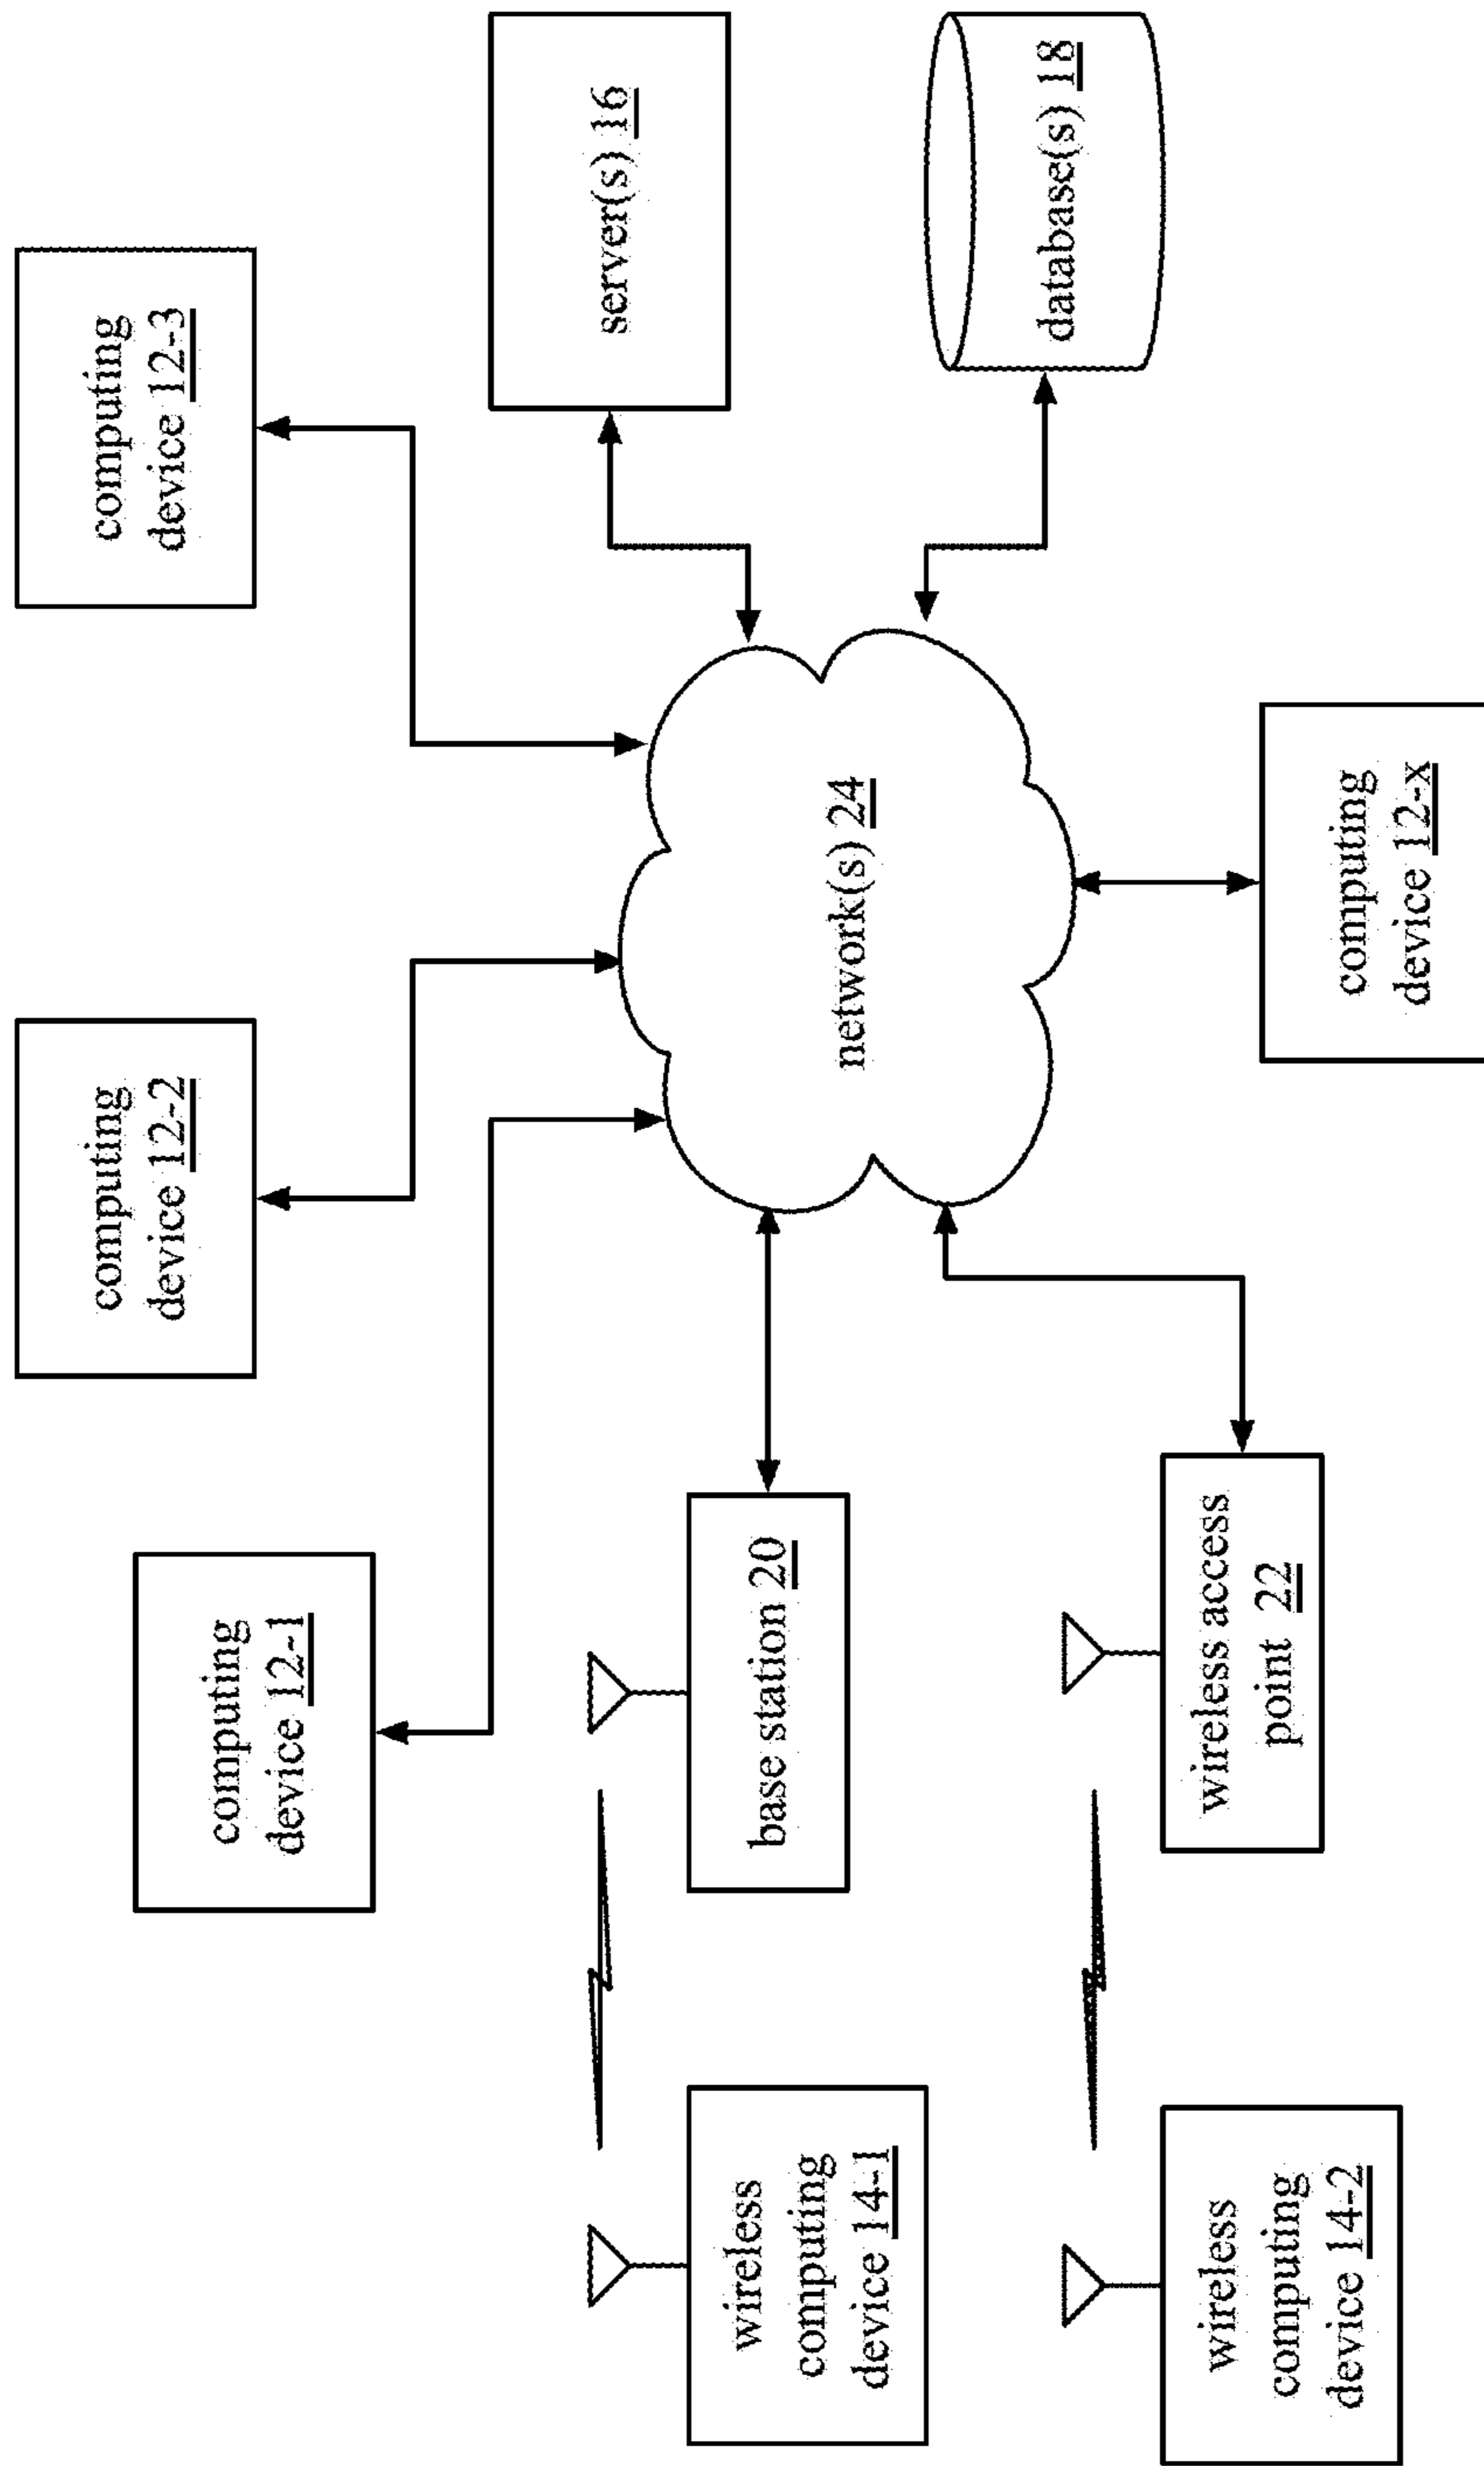 computing
device 12-1
computing
device 12-2
computing
device 12-3
wireless
computing
device 14-1
base station 20
network(s) 24
server(s) 16
database(s) 18
wireless
computing
device 14-2
wireless access
point 22
computing
device 12-x